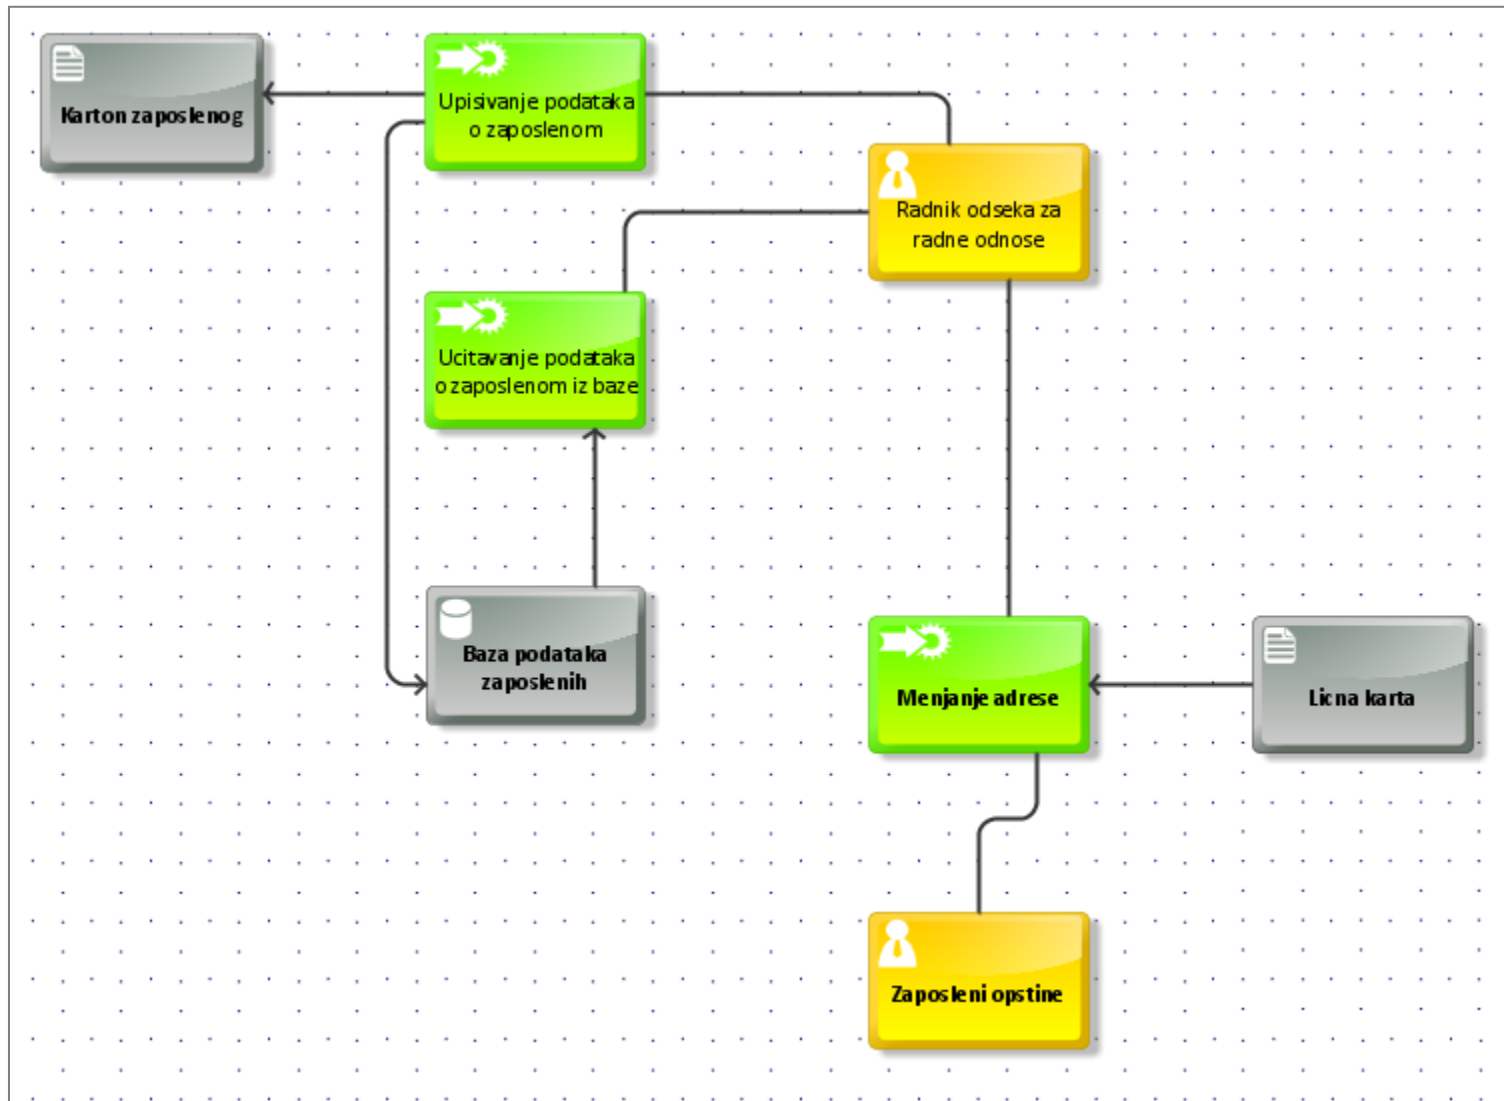 Karton zaposlenog
Upisivanje podataka
o zaposlenom
Radnik odseka za
radne odnose
Ucitavanje podataka
o zaposlenom iz baze
Baza podataka
zaposlenih
Menjanje adrese
Licna karta
Zaposleni opstine